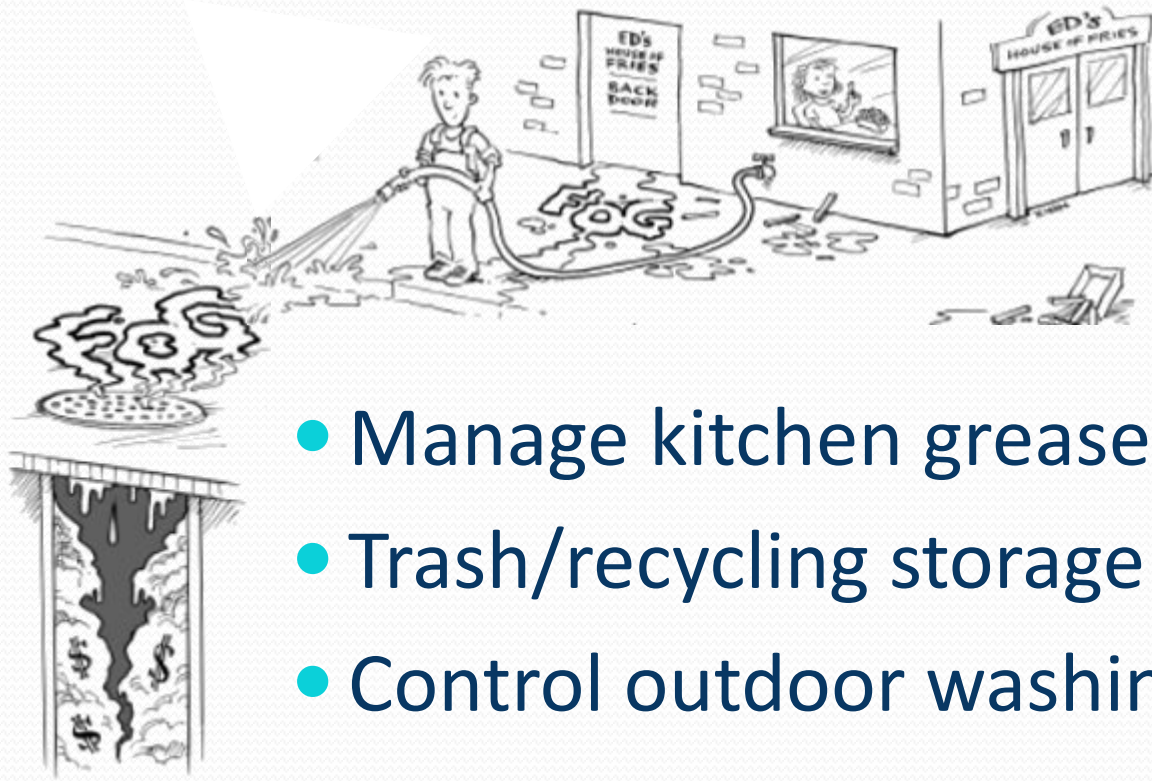 ED'S
HOUSE OF
FRIES
BACK
DOOR
ED'S
HOUSE OF FRIES
FOG
FOG
• Manage kitchen grease
• Trash/recycling storage
• Control outdoor washin
$ $
$